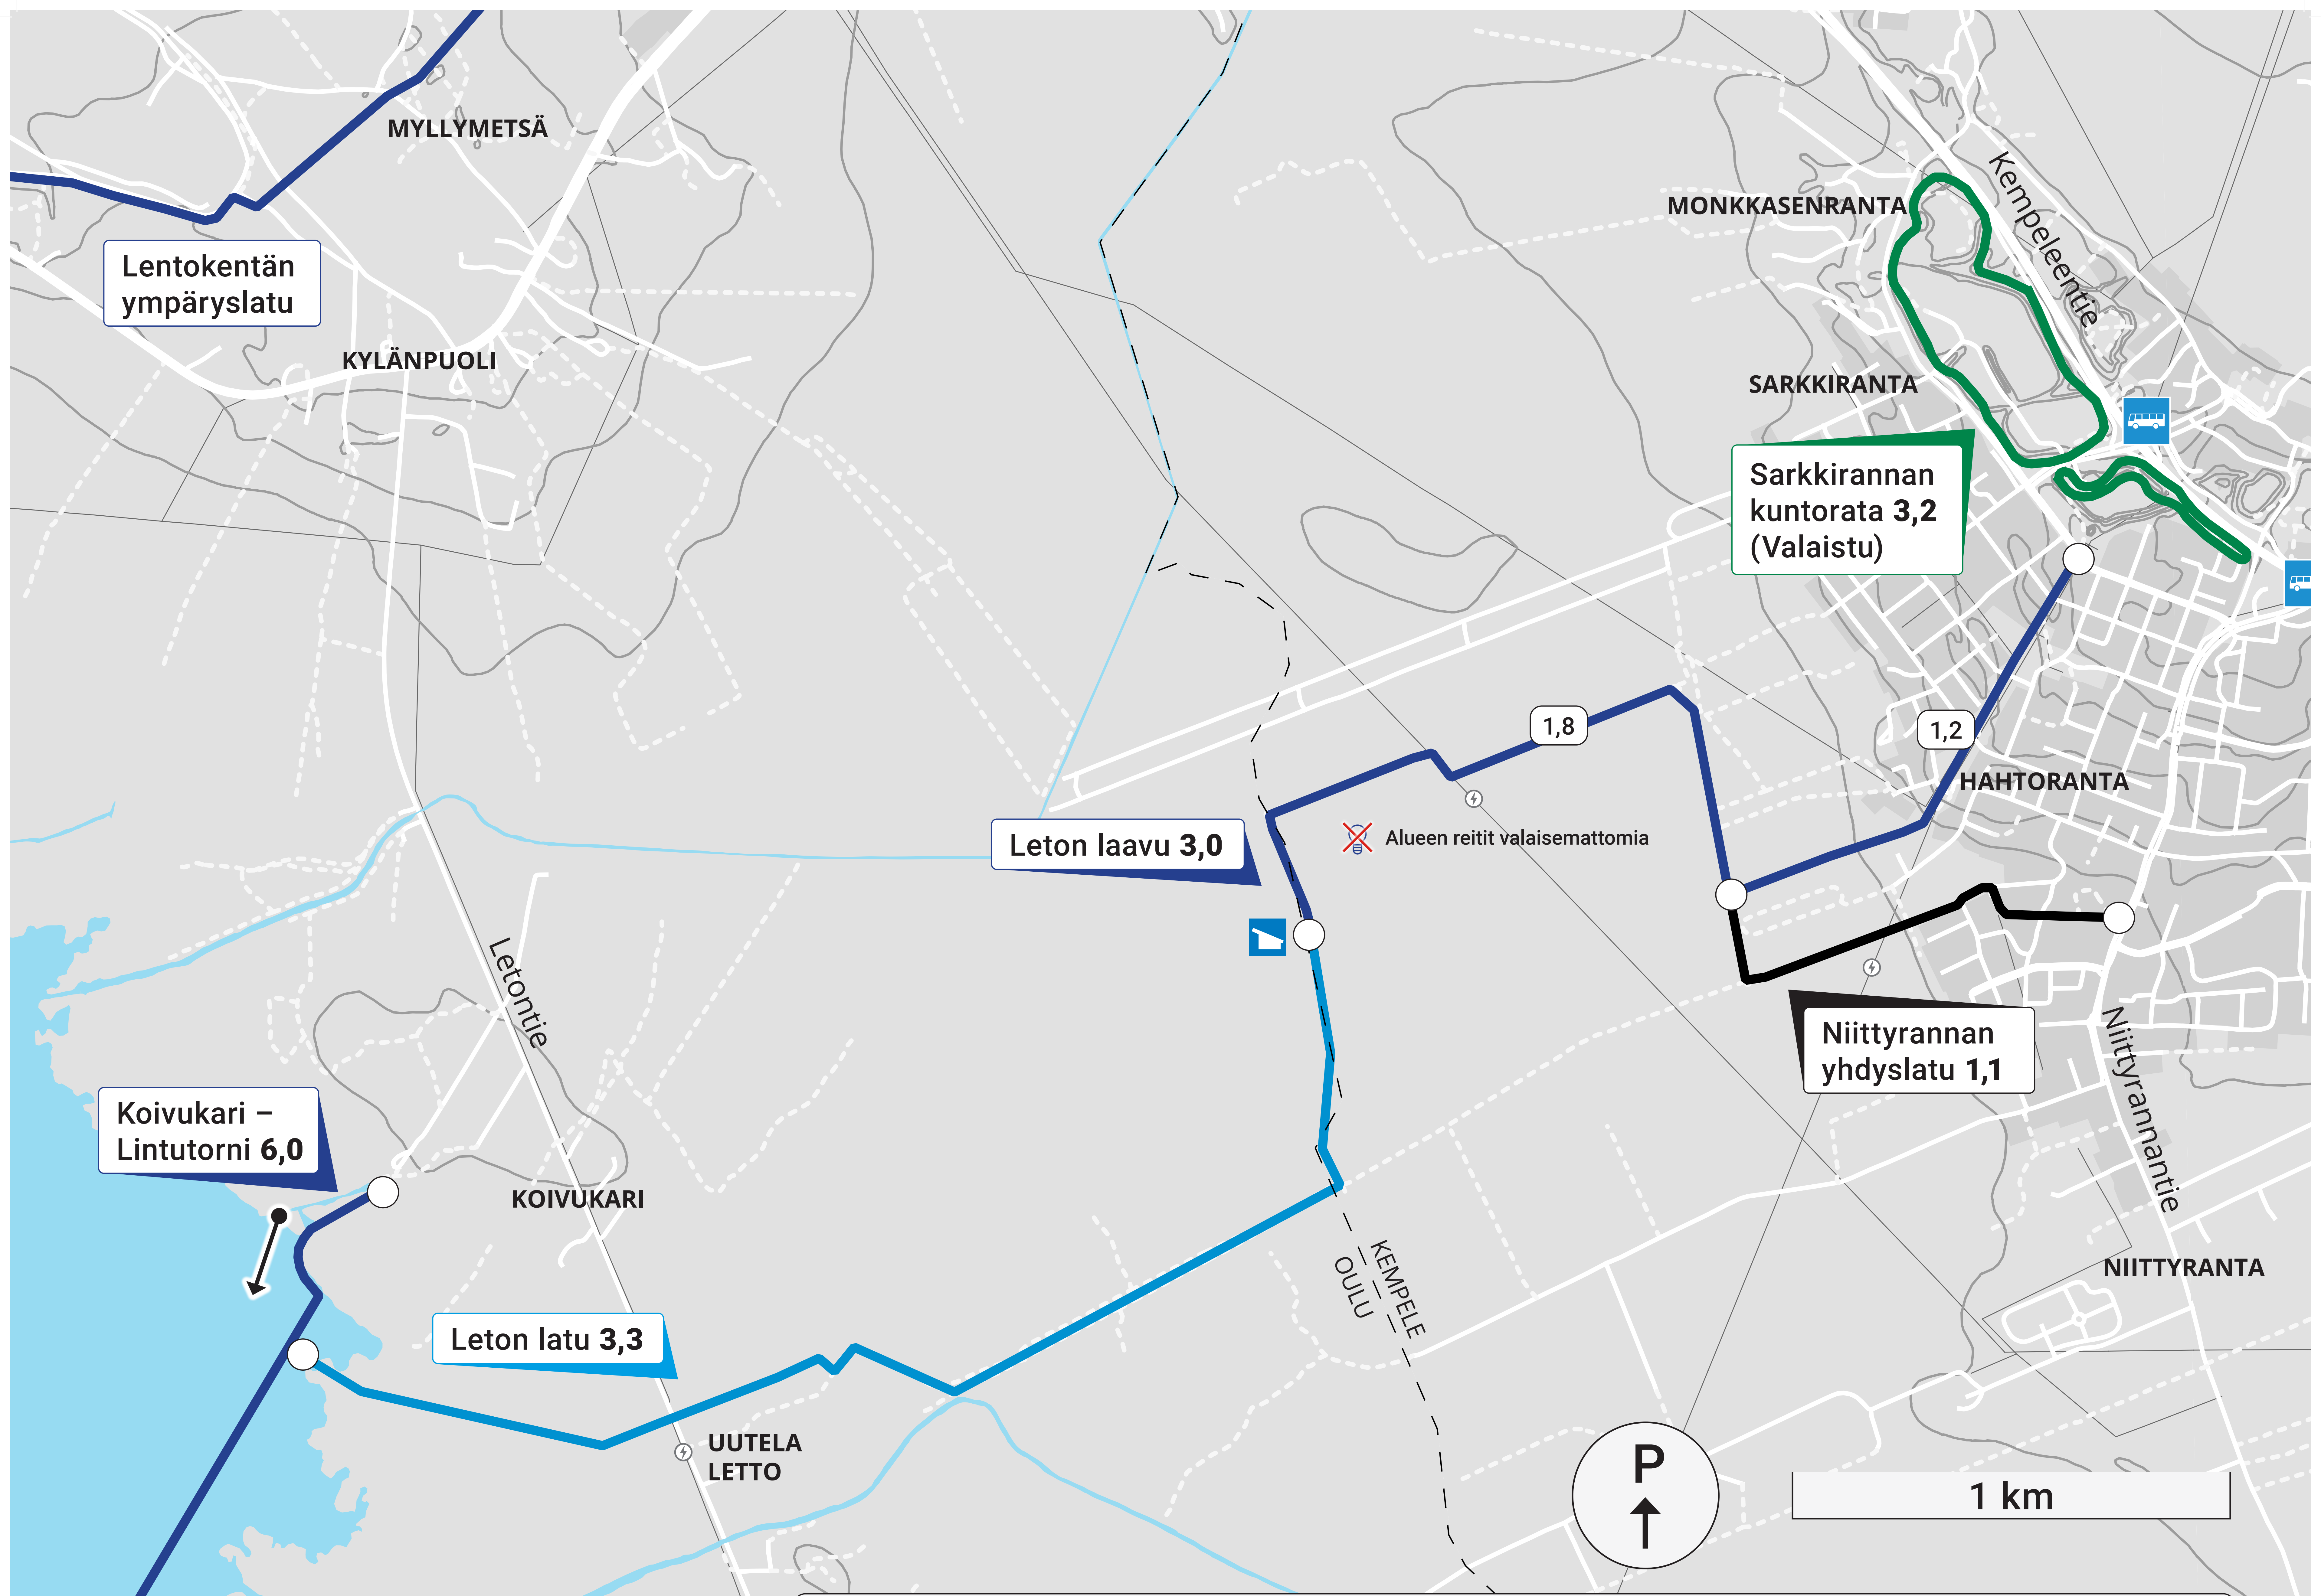 MYLLYMETSÄ
Kempeleentie
MONKKASENRANTA
Lentokentän
ympäryslatu
KYLÄNPUOLI
SARKKIRANTA
Sarkkirannan
kuntorata 3,2
(Valaistu)
1,8
1,2
HAHTORANTA
Leton laavu 3,0
Alueen reitit valaisemattomia
Letontie
Niittyrannan
yhdyslatu 1,1
Niittyrannantie
Koivukari –
Lintutorni 6,0
KOIVUKARI
KEMPELE
OULU
NIITTYRANTA
Leton latu 3,3
UUTELA
LETTO
P
1 km